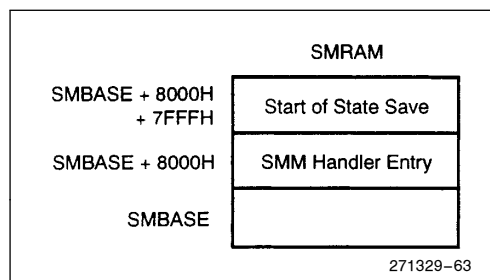 SMRAM
SMBASE + 8000H
+ 7FFFH
Start of State Save
SMBASE + 8000H
SMM Handler Entry
SMBASE
271329–63